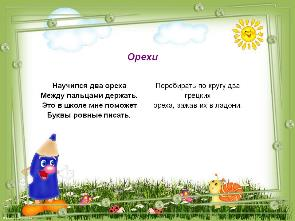 Орехи
Научился два ореха
Между пальцами держать.
Это в школе мне поможет
Буквы ровные писать.
Перебирать по кругу два
грецких
ореха, зажав их в ладони.